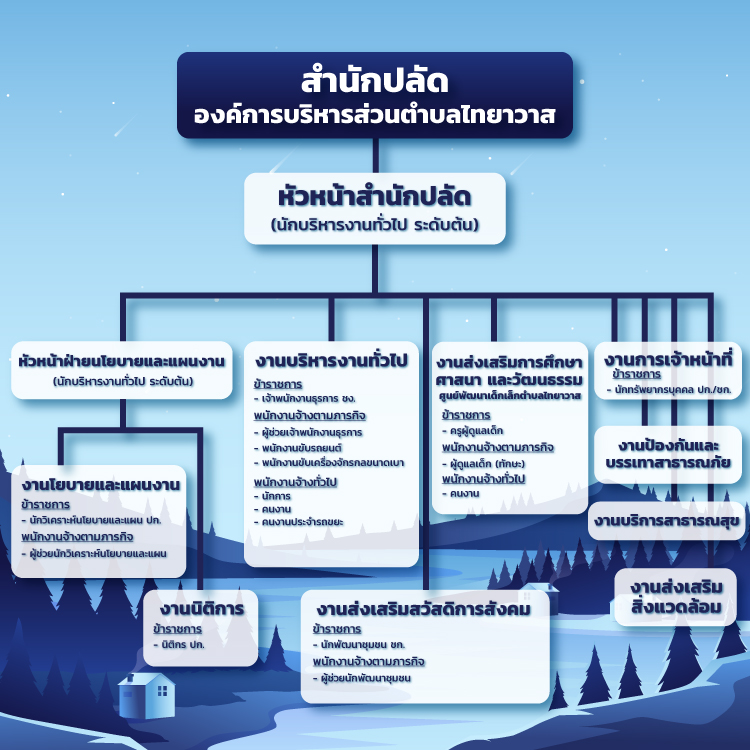 สำนักปลัด
องค์การบริหารส่วนตำบลไทยาวาส
หัวหน้าสำนักปลัด
(นักบริหารงานทั่วไป ระดับต้น)
หัวหน้าฝ่ายนโยบายและแผนงาน
(นักบริหารงานทั่วไป ระดับต้น)
งานนโยบายและแผนงาน
ข้าราชการ
- นักวิเคราะห์นโยบายและแผน ปก.
พนักงานจ้างตามภารกิจ
- ผู้ช่วยนักวิเคราะห์นโยบายและแผน
งานนิติการ
ข้าราชการ
- นิติกร ปก.
งานบริหารงานทั่วไป
ข้าราชการ
- เจ้าพนักงานธุรการ ชง.
พนักงานจ้างตามภารกิจ
- ผู้ช่วยเจ้าพนักงานธุรการ
- พนักงานขับรถยนต์
- พนักงานขับเครื่องจักรกลขนาดเบา
พนักงานจ้างทั่วไป
- นักการ
- คนงาน
- คนงานประจำรถขยะ
งานส่งเสริมสวัสดิการสังคม
ข้าราชการ
- นักพัฒนาชุมชน ชก.
พนักงานจ้างตามภารกิจ
- ผู้ช่วยนักพัฒนาชุมชน
งานส่งเสริมการศึกษา
ศาสนา และวัฒนธรรม
ศูนย์พัฒนาเด็กเล็กตำบลไทยาวาส
ข้าราชการ
- ครูผู้ดูแลเด็ก
พนักงานจ้างตามภารกิจ
- ผู้ดูแลเด็ก (ทักษะ)
พนักงานจ้างทั่วไป
- คนงาน
งานการเจ้าหน้าที่
ข้าราชการ
- นักทรัพยากรบุคคล ปก./ชก.
งานป้องกันและ
บรรเทาสาธารณภัย
งานบริการสาธารณสุข
งานส่งเสริม
สิ่งแวดล้อม